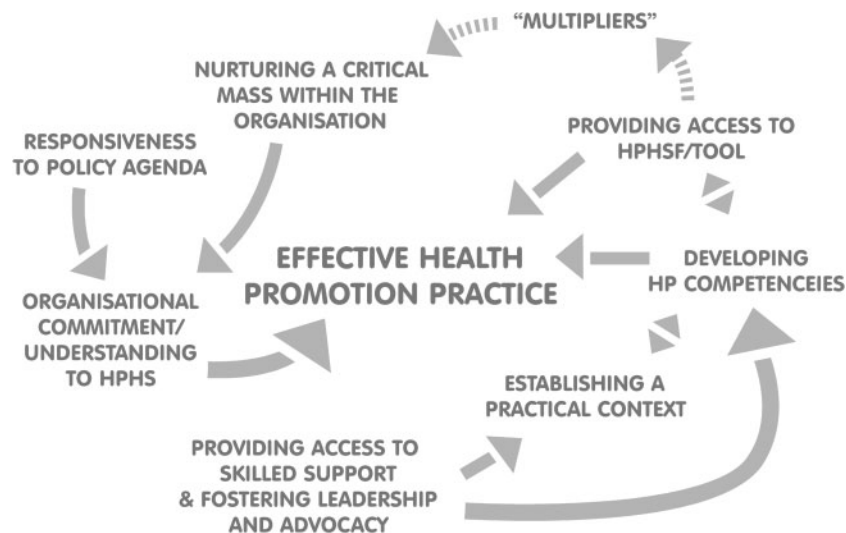 “MULTIPLIERS”
NURTURING A CRITICAL
MASS WITHIN THE
ORGANISATION
RESPONSIVENESS
TO POLICY AGENDA
PROVIDING ACCESS TO
HPHSF/TOOL
EFFECTIVE HEALTH
PROMOTION PRACTICE
DEVELOPING
HP COMPETENCEIES
ORGANISATIONAL
COMMITMENT/
UNDERSTANDING
TO HPHS
ESTABLISHING A
PRACTICAL CONTEXT
PROVIDING ACCESS TO
SKILLED SUPPORT
& FOSTERING LEADERSHIP
AND ADVOCACY